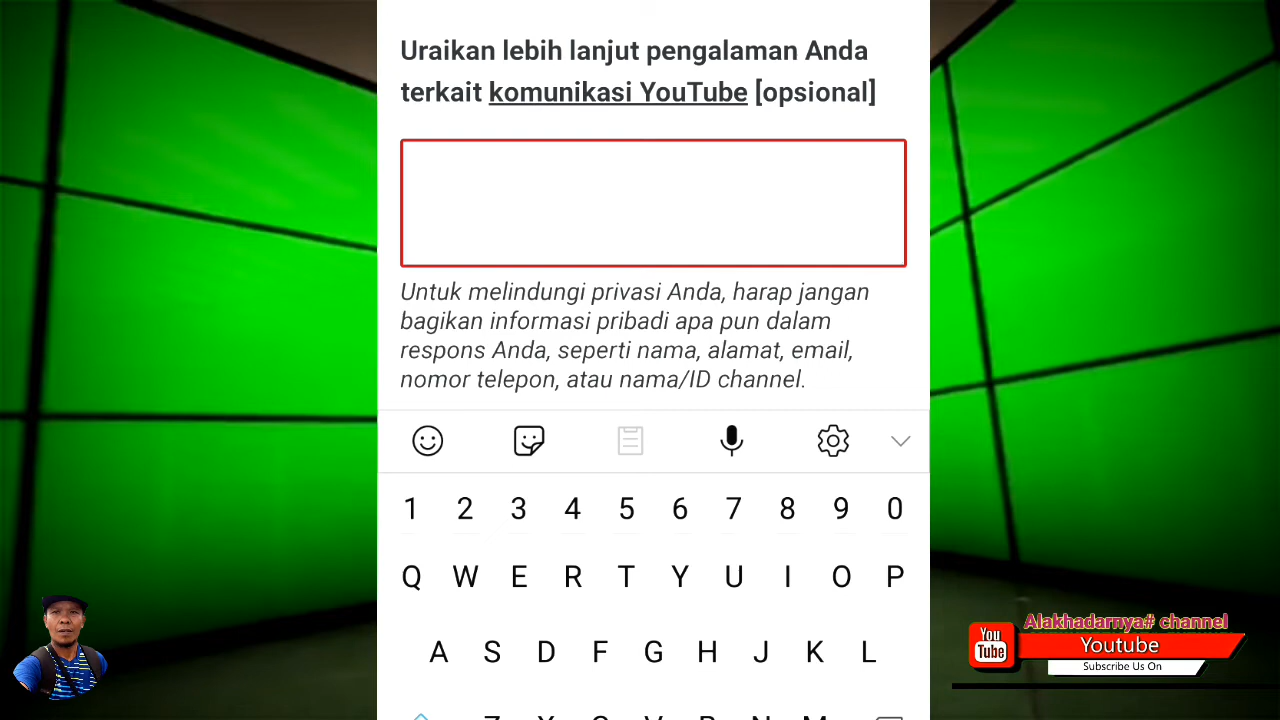 Uraikan lebih lanjut pengalaman Anda
terkait komunikasi YouTube [opsional]
Untuk melindungi privasi Anda, harap jangan
bagikan informasi pribadi apa pun dalam
respons Anda, seperti nama, alamat, email,
nomor telepon, atau nama/ID channel.
1 2 3 4 5 6 7 8 9 0
Q W E R T Y U I O P
A S D F G H J K L
Z X C V B N M
Alakhadarnya# channel
You
Tube
Youtube
Subscribe Us On